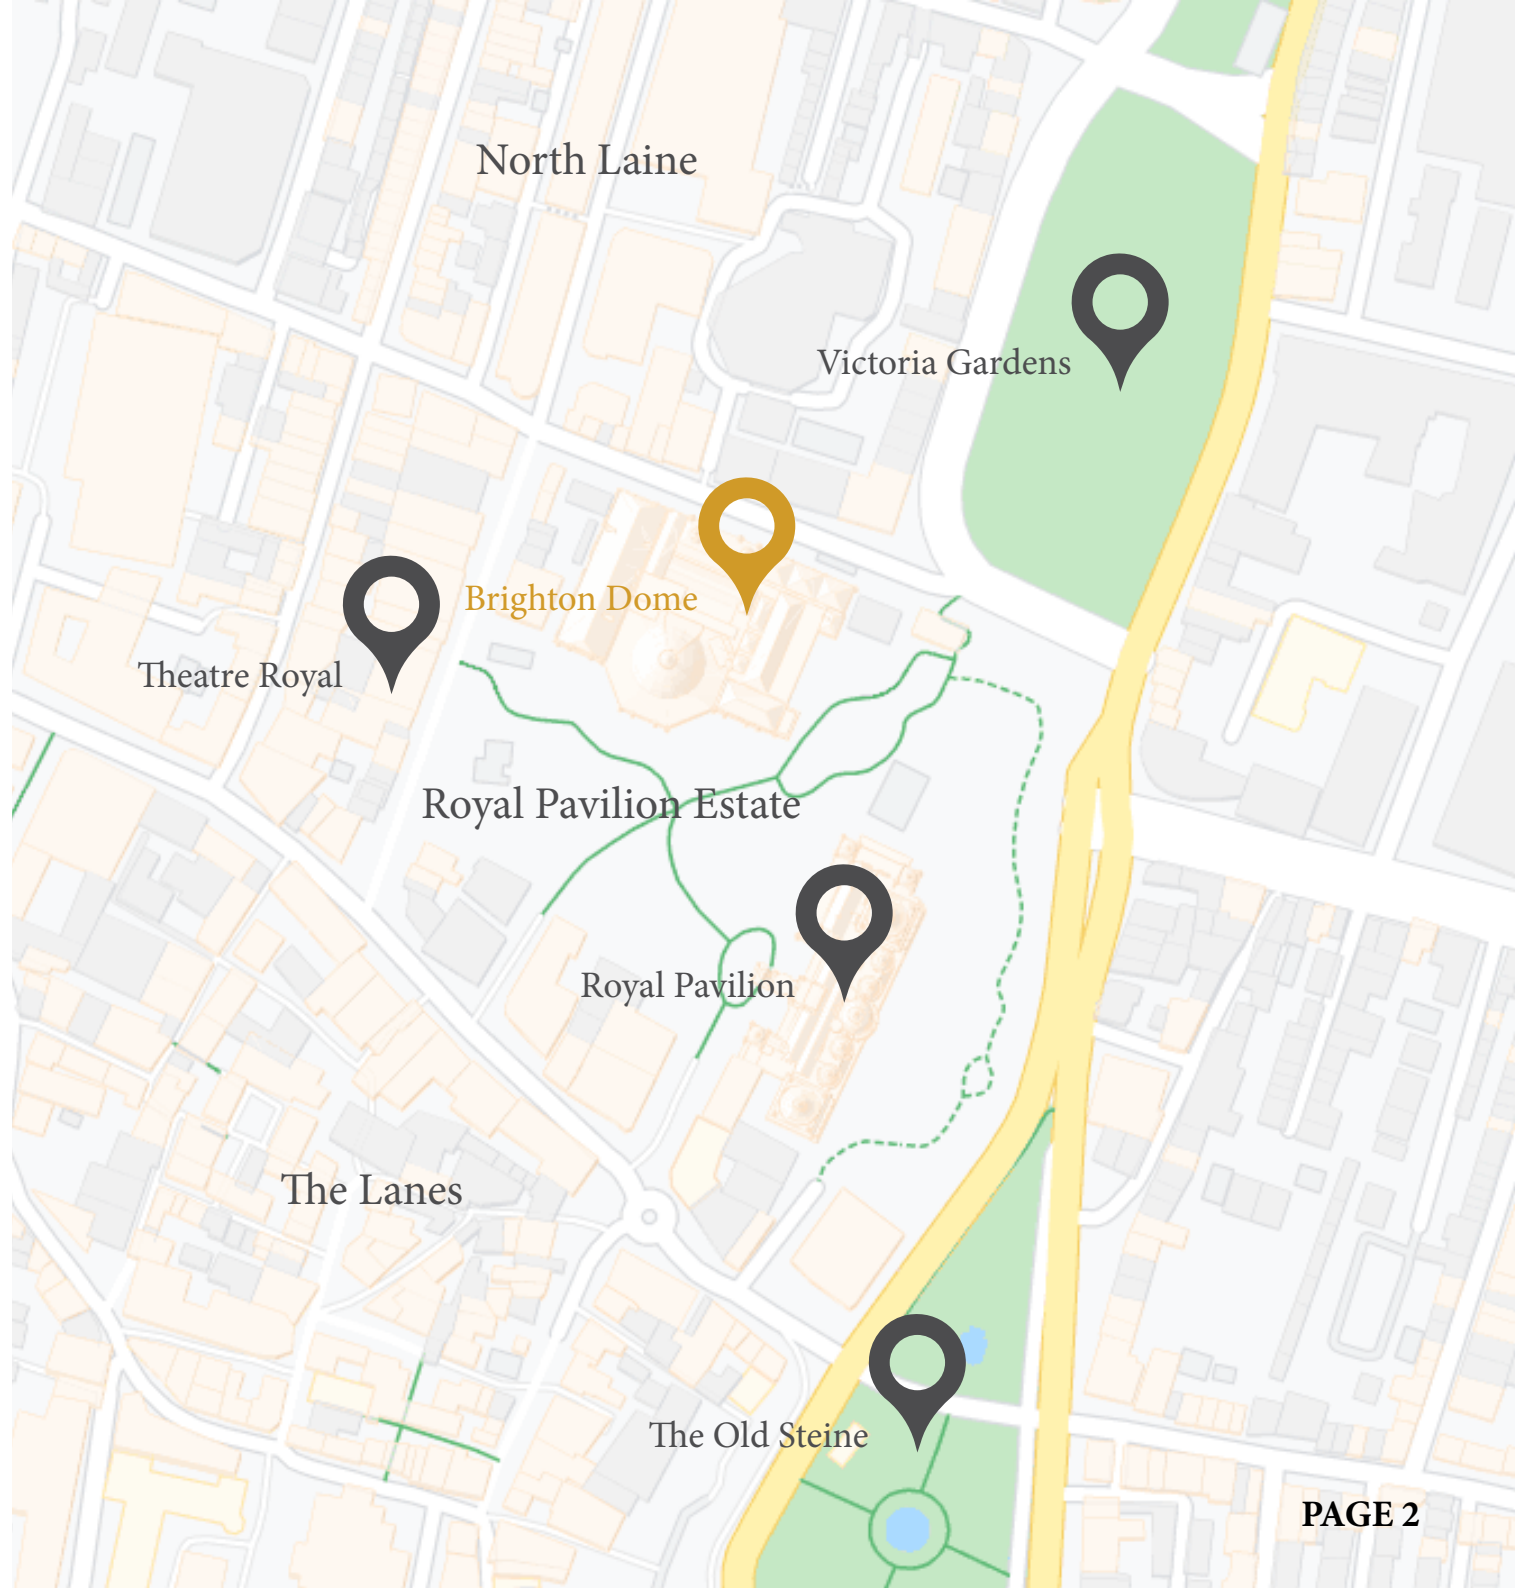 North Laine
Victoria Gardens
Brighton Dome
Theatre Royal
Royal Pavilion Estate
Royal Pavilion
The Lanes
The Old Steine
PAGE 2